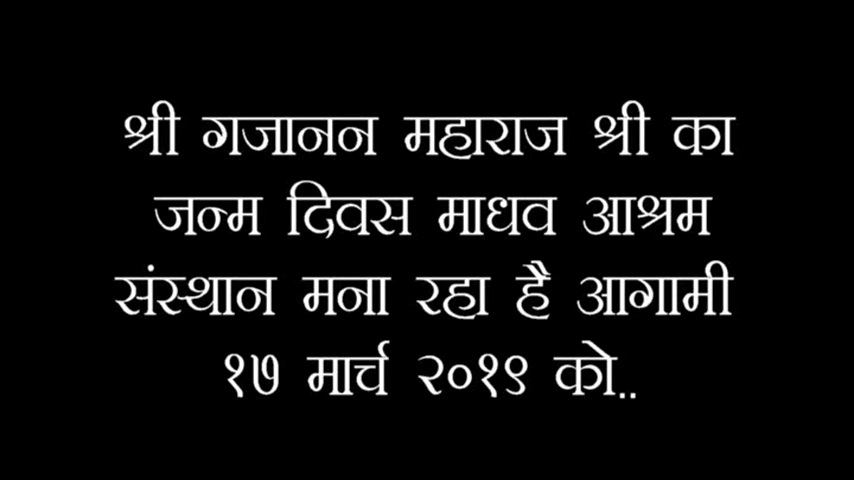 श्री गजानन महाराज श्री का
जन्म दिवस माधव आश्रम
संस्थान मना रहा है आगामी
१७ मार्च २०१९ को..